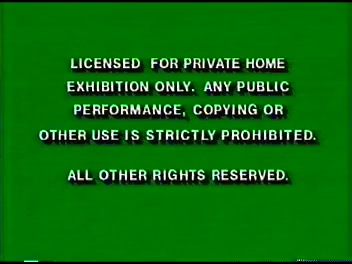 LICENSED FOR PRIVATE HOME
EXHIBITION ONLY. ANY PUBLIC
PERFORMANCE, COPYING OR
OTHER USE IS STRICTLY PROHIBITED.
ALL OTHER RIGHTS RESERVED.